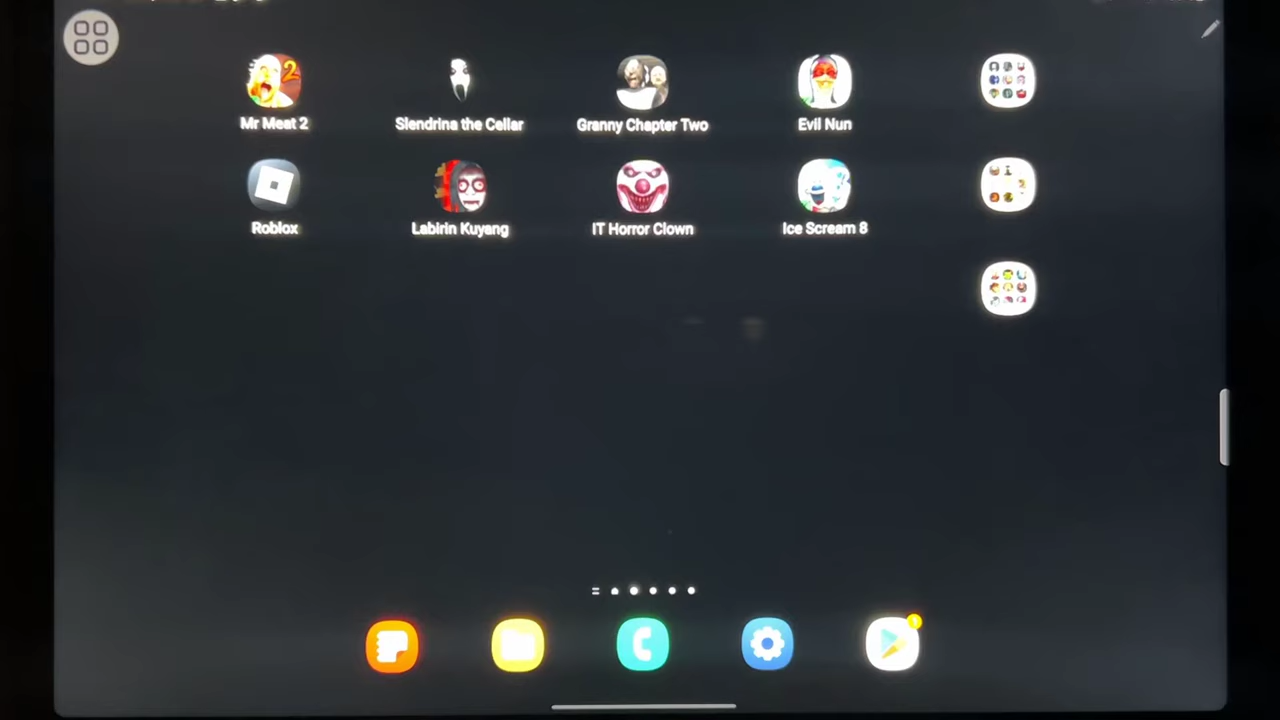 Mr Meat 2
Slendrina the Cellar
Granny Chapter Two
Evil Nun
Roblox
Labirin Kuyang
IT Horror Clown
Ice Scream 8